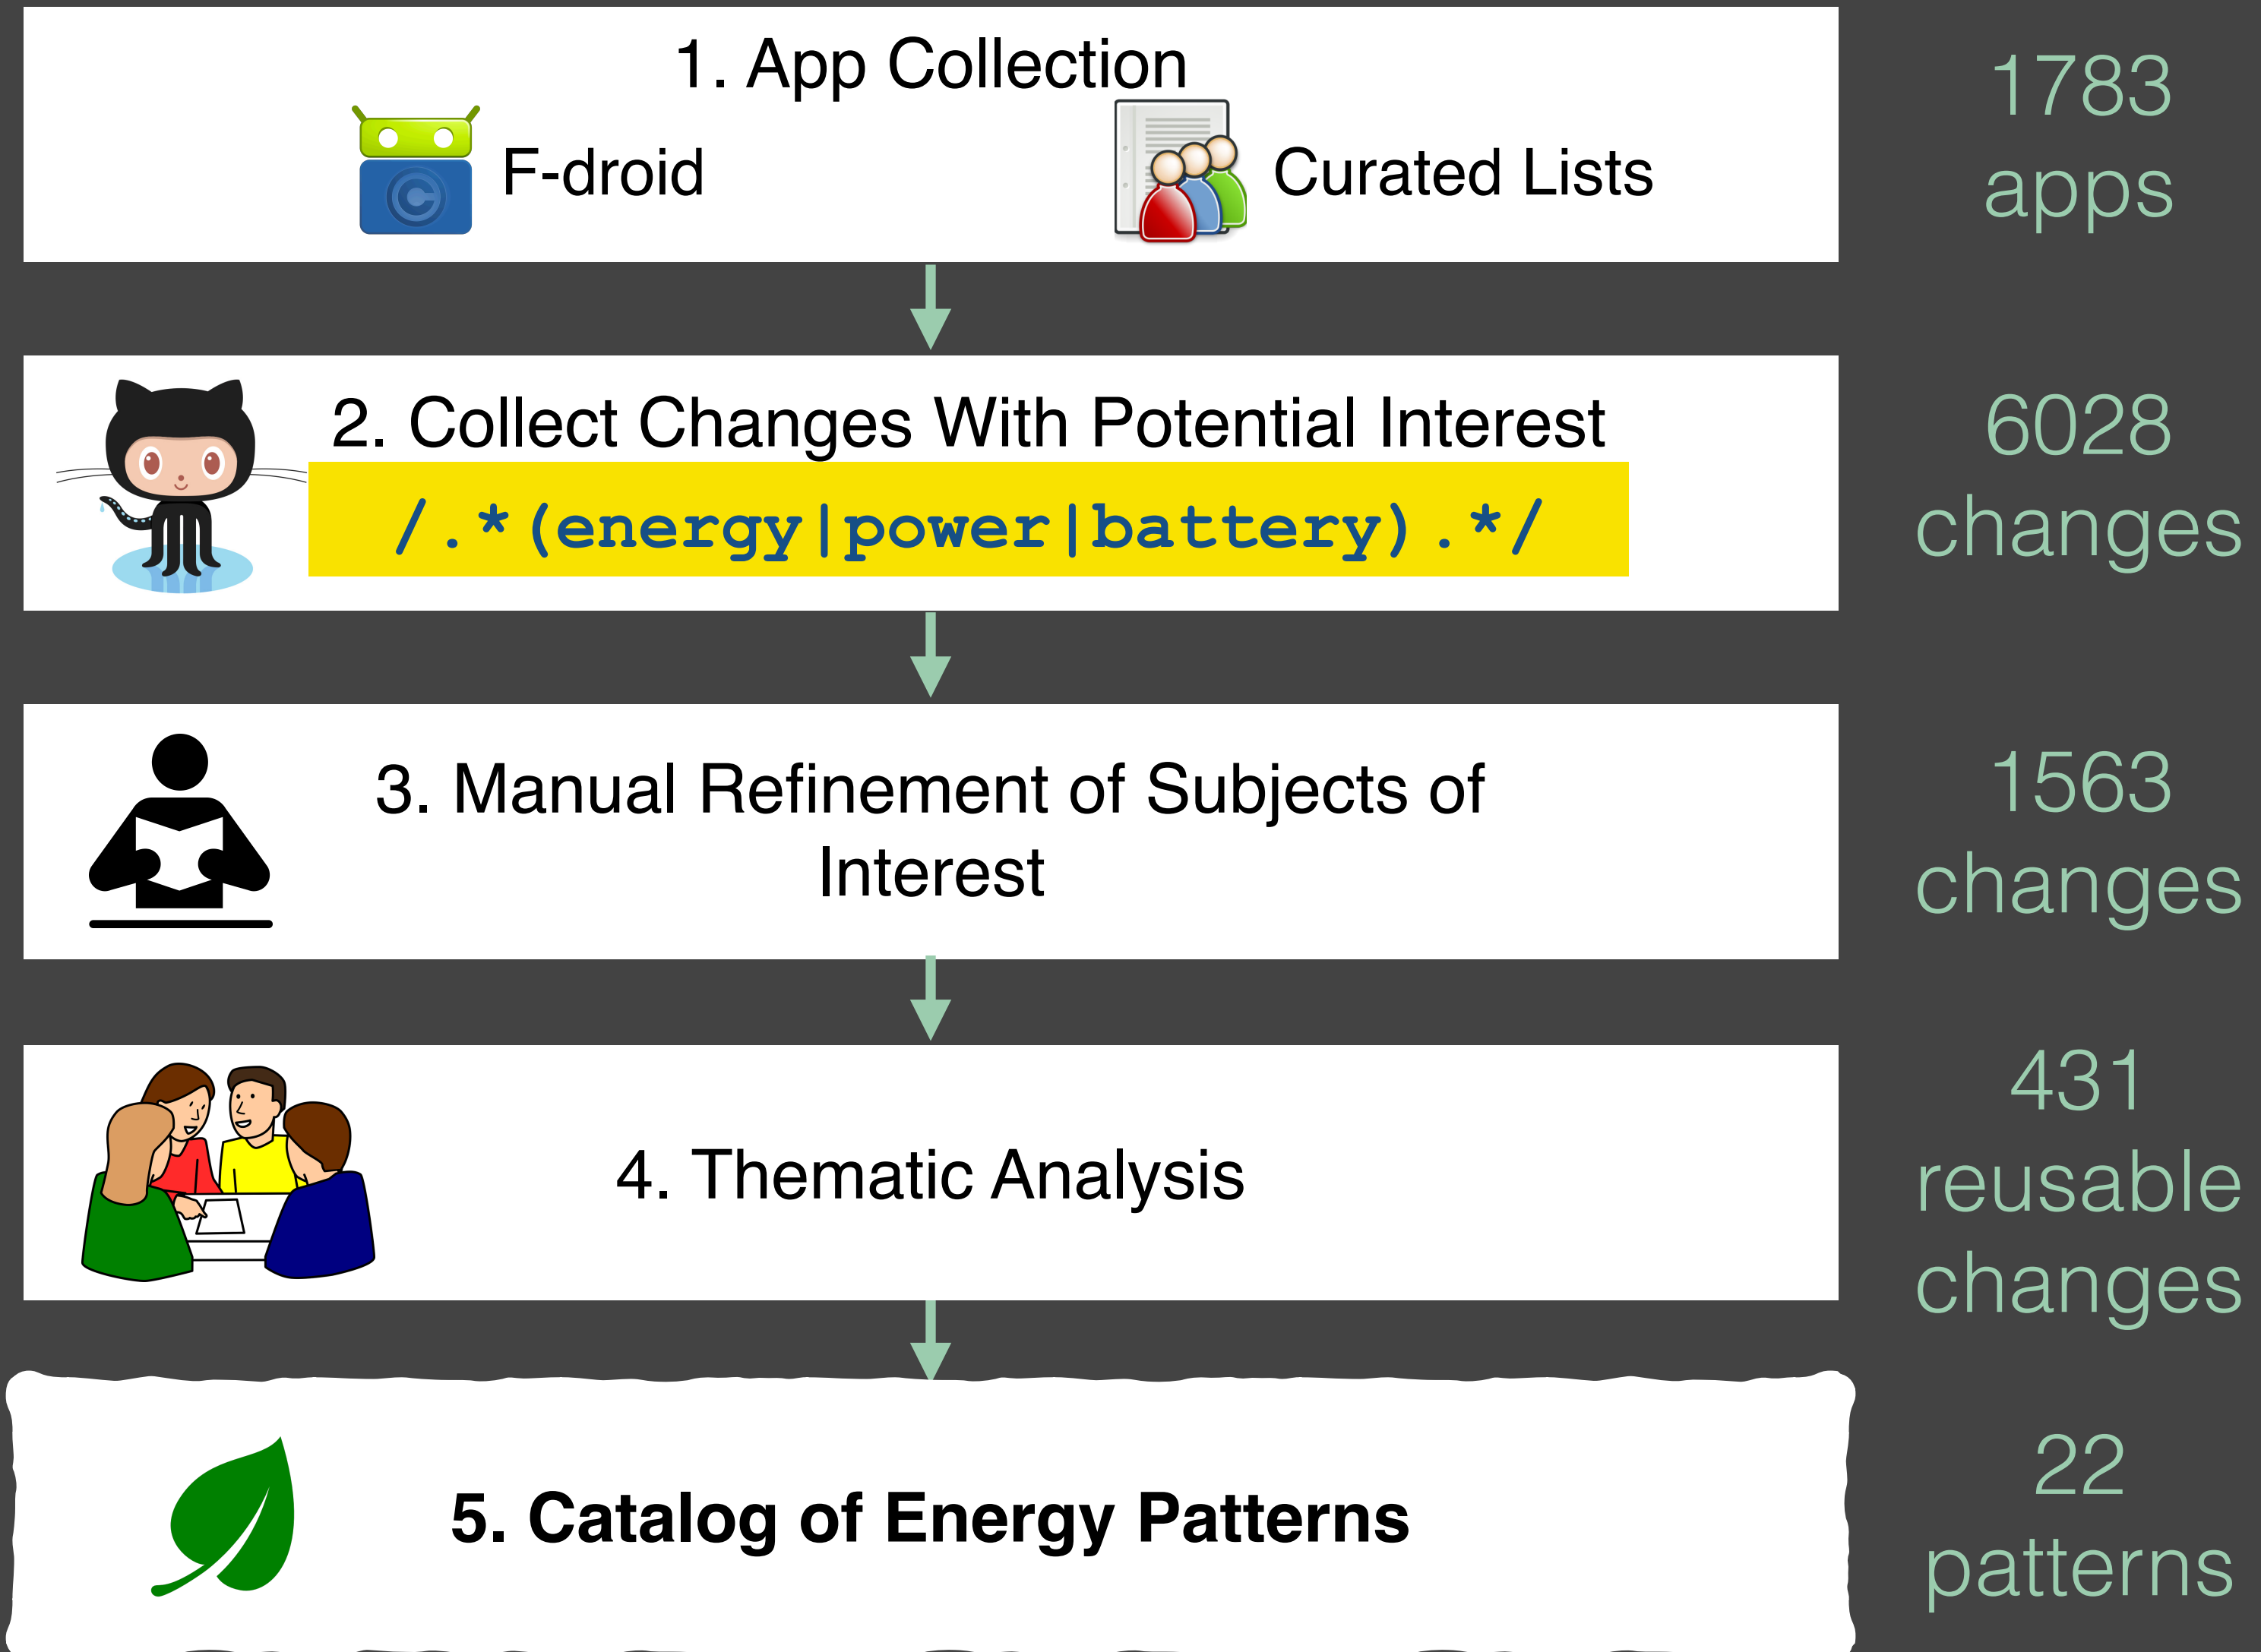 1. App Collection
F-droid
Curated Lists
1783
apps
2. Collect Changes With Potential Interest
/.*(energy|power|battery).*/
6028
changes
3. Manual Refinement of Subjects of
Interest
1563
changes
4. Thematic Analysis
431
reusable
changes
5. Catalog of Energy Patterns
22
patterns